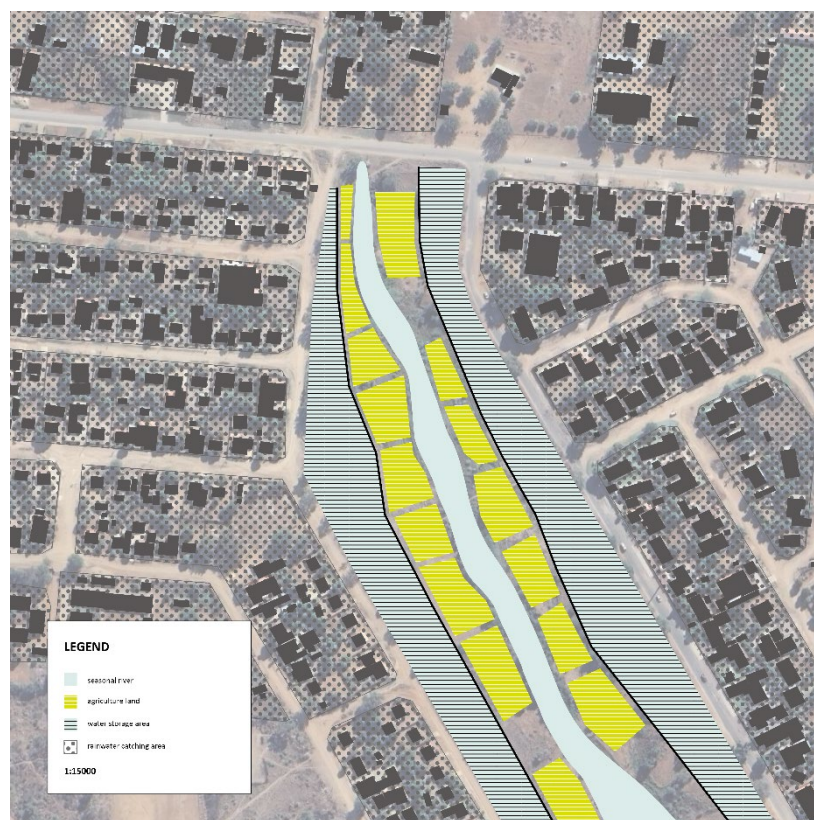 LEGEND
seasonal river
agriculture land
water storage area
rainwater catching area
1:15000